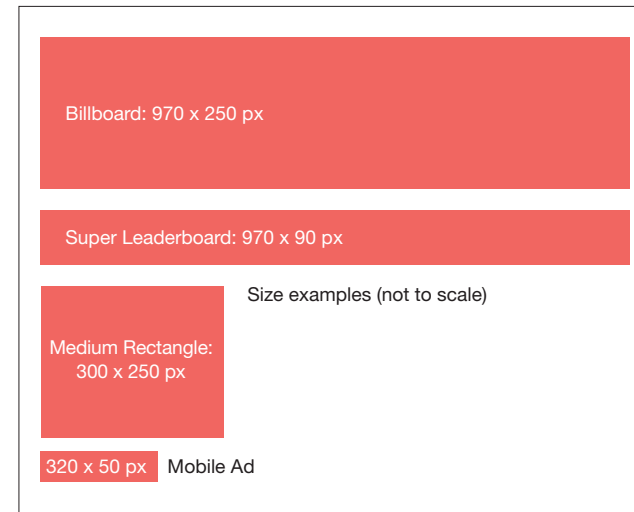 Billboard: 970 x 250 px
Super Leaderboard: 970 x 90 px
Size examples (not to scale)
Medium Rectangle:
300 x 250 px
320 x 50 px
Mobile Ad